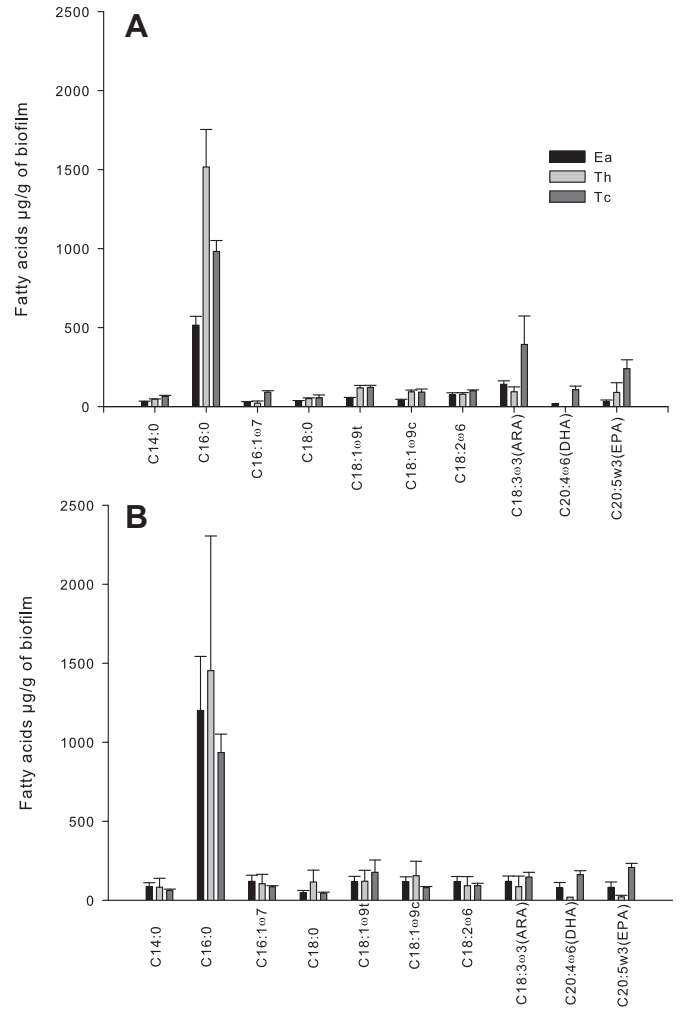 A
2500
2000
1500
1000
500
0
Fatty acids µg/g of biofilm
Ea
Th
Tc
C14:0
C16:0
C16:1ω7
C18:0
C18:1ω9t
C18:1ω9c
C18:2ω6
C18:3ω3(ARA)
C20:4ω6(DHA)
C20:5w3(EPA)
B
2500
2000
1500
1000
500
0
Fatty acids µg/g of biofilm
C14:0
C16:0
C16:1ω7
C18:0
C18:1ω9t
C18:1ω9c
C18:2ω6
C18:3ω3(ARA)
C20:4ω6(DHA)
C20:5w3(EPA)